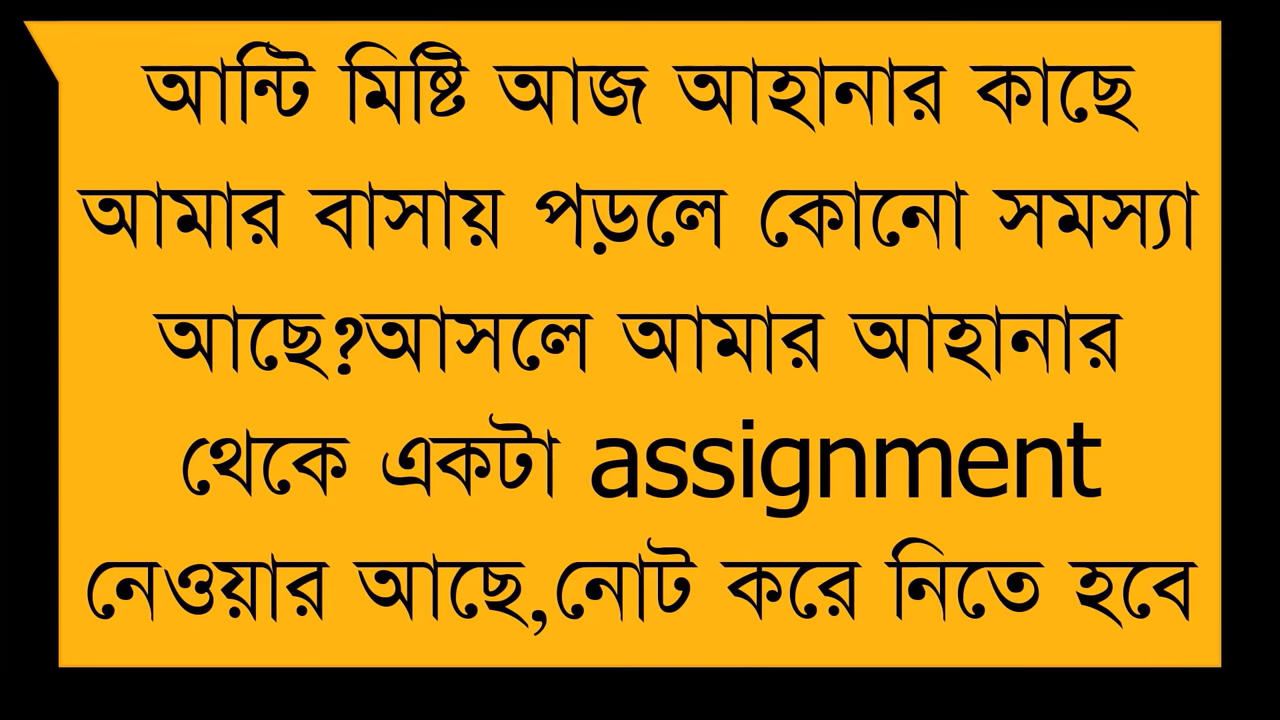 আন্টি মিষ্টি আজ আহানার কাছে
আমার বাসায় পড়লে কোনো সমস্যা
আছে?আসলে আমার আহানার
থেকে একটা assignment
নেওয়ার আছে,নোট করে নিতে হবে